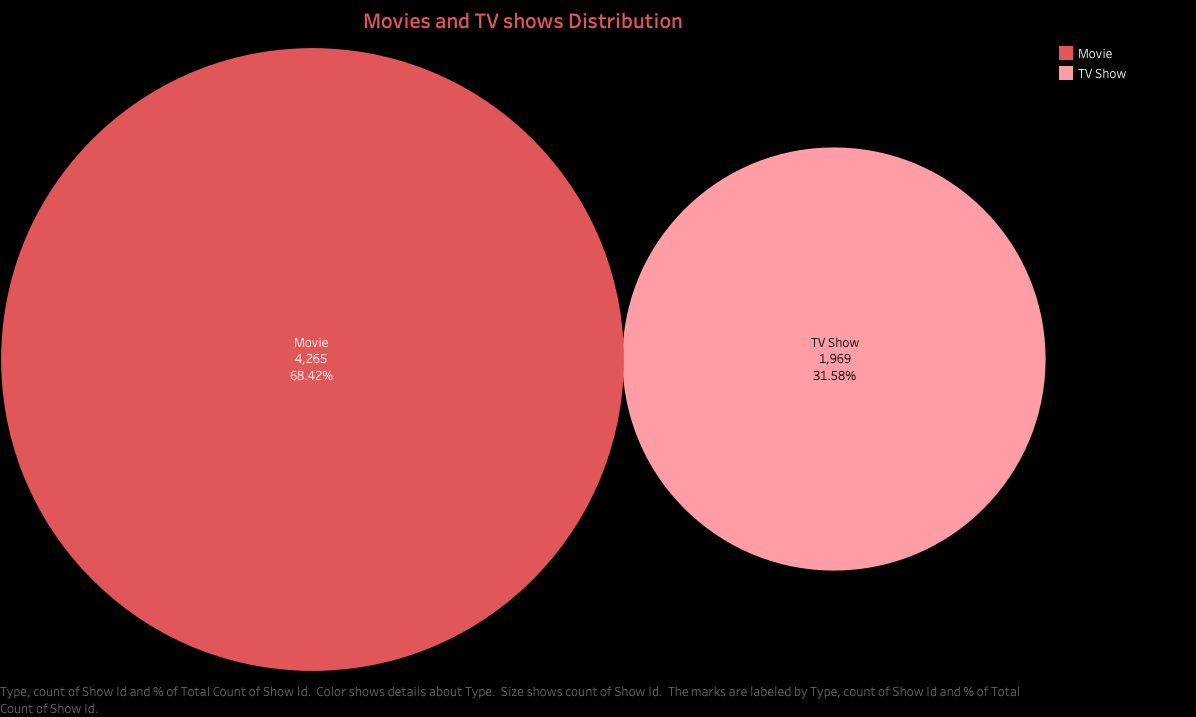 Movies and TV shows Distribution
Movie
TV Show
Movie
4,265
68.42%
TV Show
1,969
31.58%
Type, count of Show Id and % of Total Count of Show Id.  Color shows details about Type.  Size shows count of Show Id.  The marks are labeled by Type, count of Show Id and % of Total
Count of Show Id.